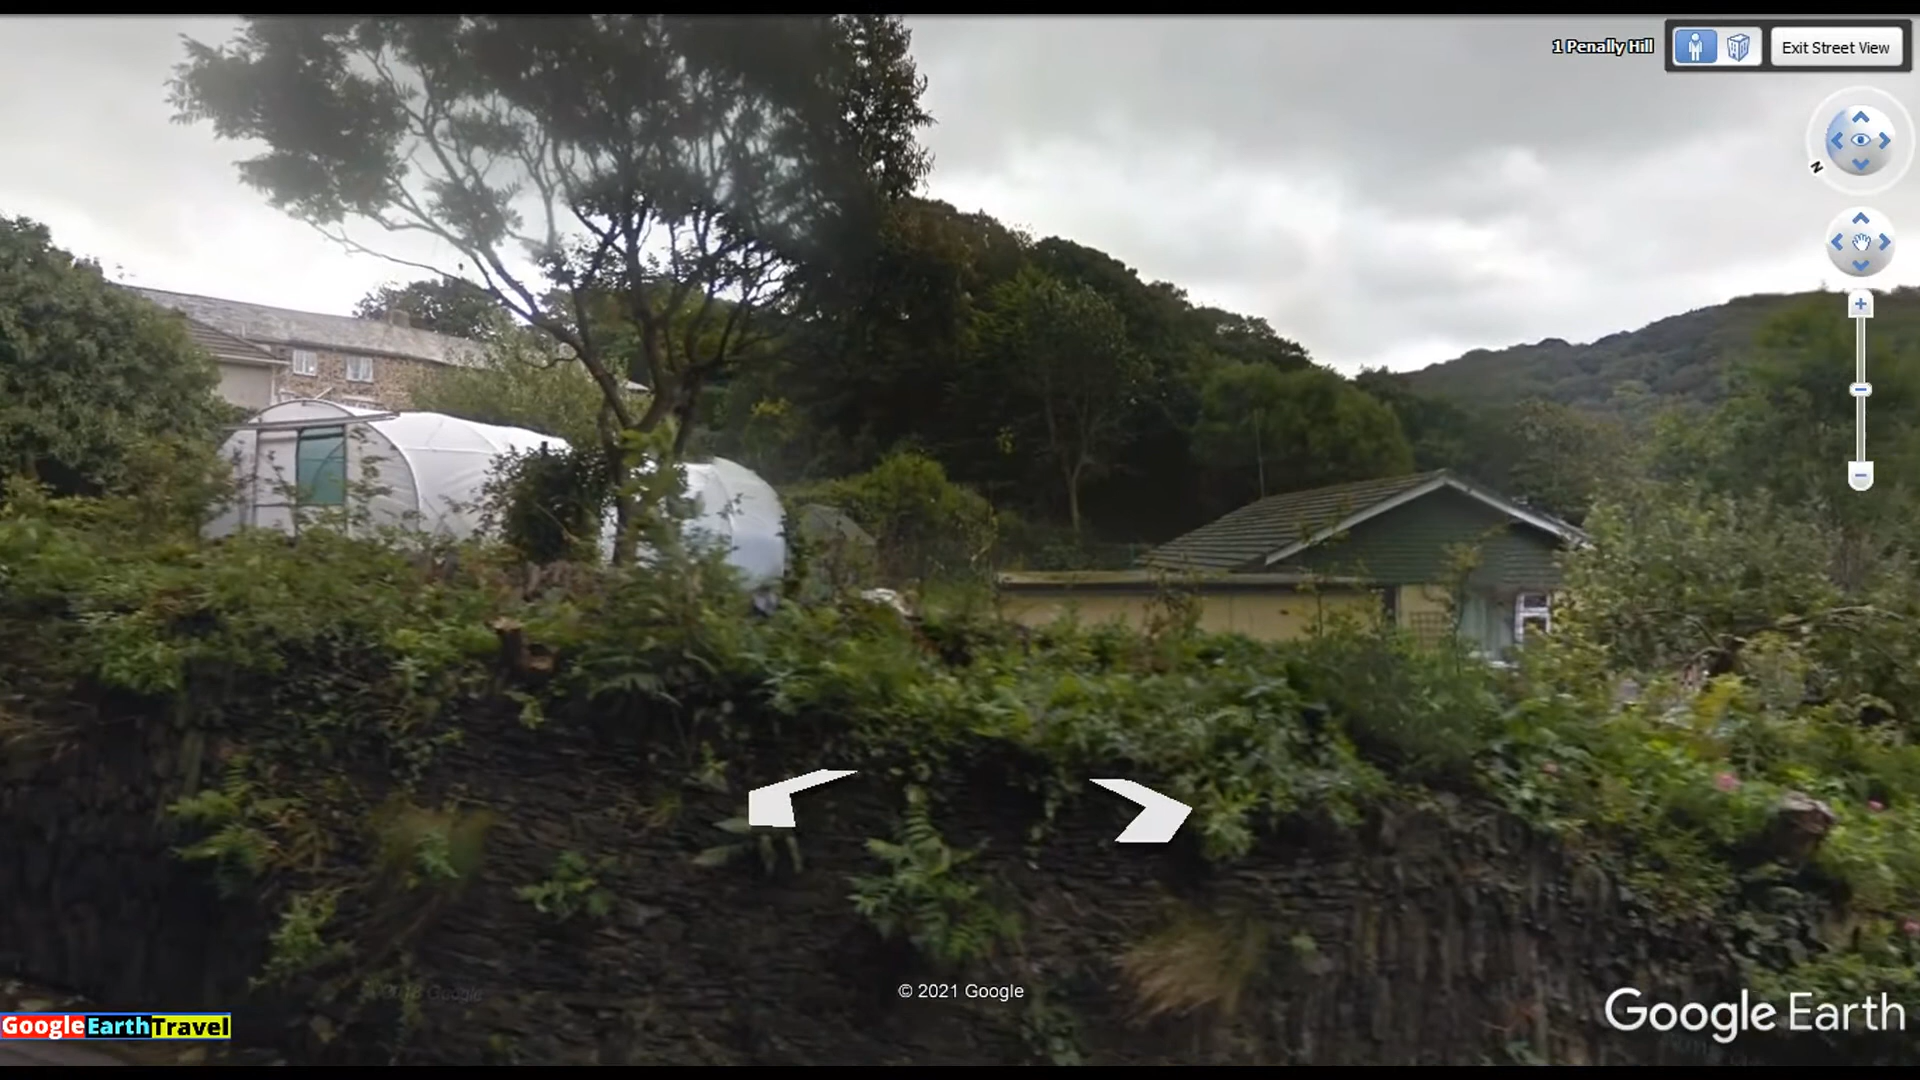 1 Penally Hill
Exit Street View
N
© 2021 Google
GoogleEarthTravel
Google Earth